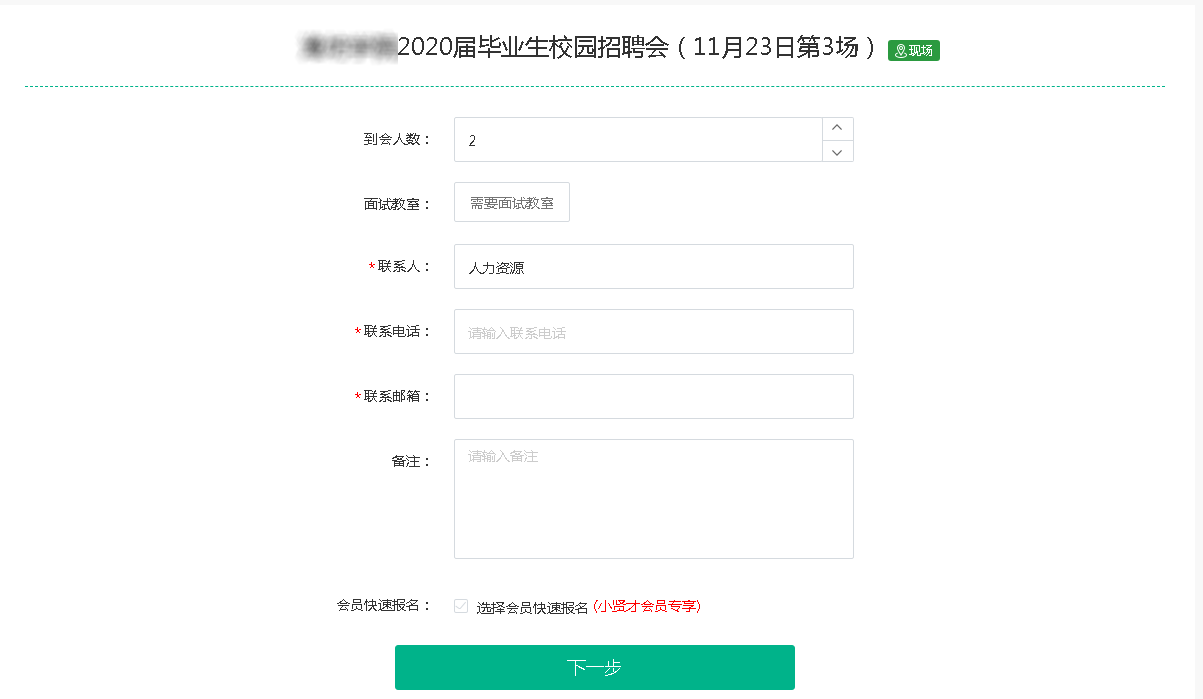 2020届毕业生校园招聘会（11月23日第3场）
现场
到会人数：
2
面试教室：
需要面试教室
*联系人：
人力资源
*联系电话：
请输入联系电话
*联系邮箱：
备注：
请输入备注
会员快速报名：
选择会员快速报名 (小贤才会员专享)
下一步